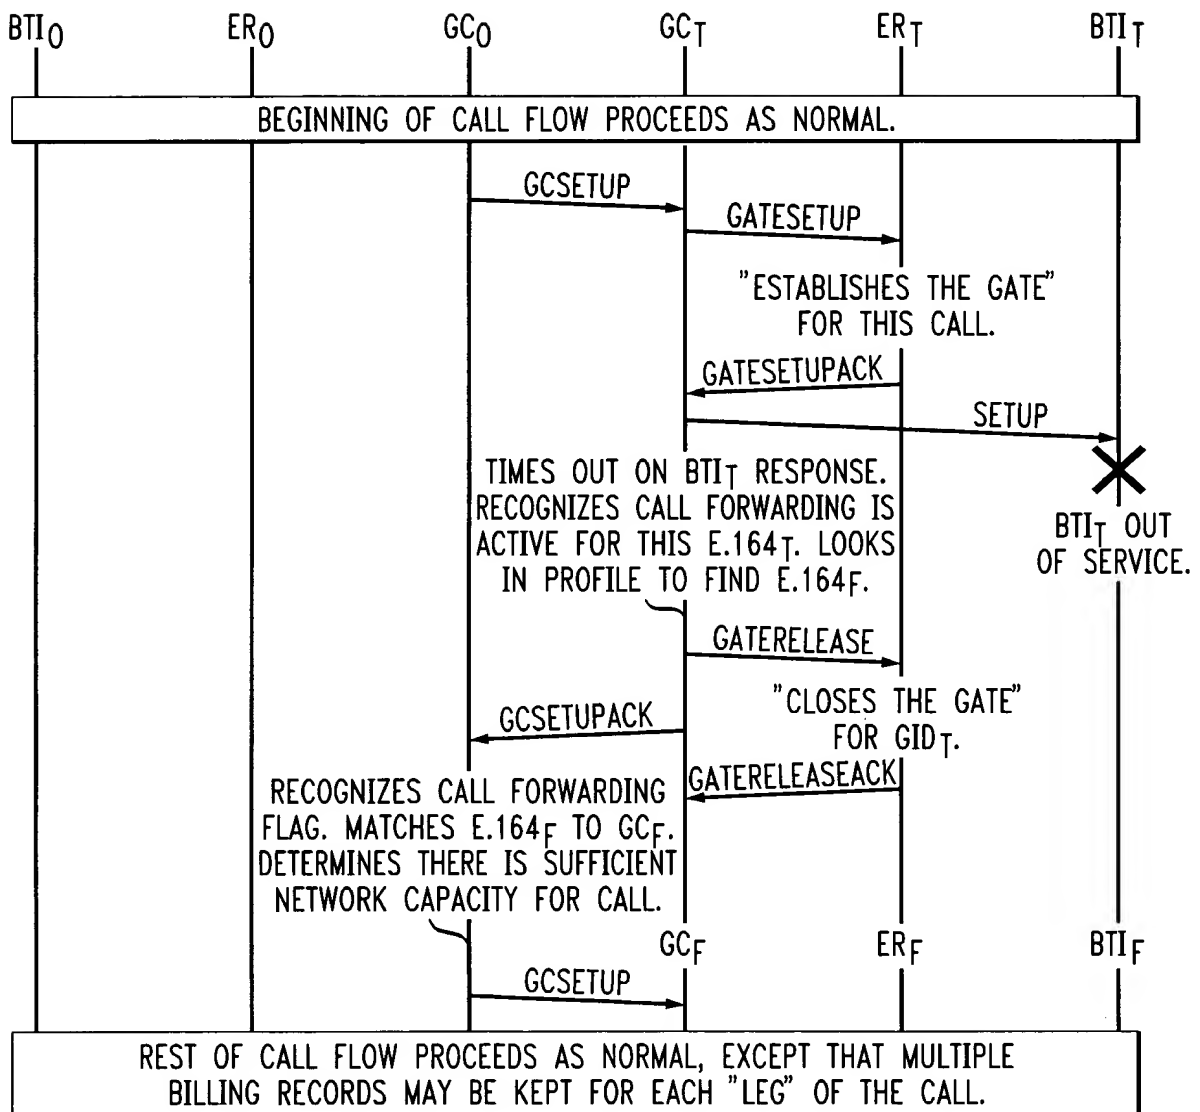 BTIO ERO GCO GCT ERT BTIT
BEGINNING OF CALL FLOW PROCEEDS AS NORMAL.
GCSETUP
GATESETUP
"ESTABLISHES THE GATE"
FOR THIS CALL.
GATESETUPACK
SETUP
TIMES OUT ON BTIT RESPONSE.
RECOGNIZES CALL FORWARDING IS
ACTIVE FOR THIS E.164T. LOOKS
IN PROFILE TO FIND E.164F.
BTIT OUT
OF SERVICE.
GATERELEASE
"CLOSES THE GATE"
FOR GIDT.
GCSETUPACK
GATERELEASEACK
RECOGNIZES CALL FORWARDING
FLAG. MATCHES E.164F TO GCF.
DETERMINES THERE IS SUFFICIENT
NETWORK CAPACITY FOR CALL.
GCF ERF BTIF
GCSETUP
REST OF CALL FLOW PROCEEDS AS NORMAL, EXCEPT THAT MULTIPLE
BILLING RECORDS MAY BE KEPT FOR EACH "LEG" OF THE CALL.